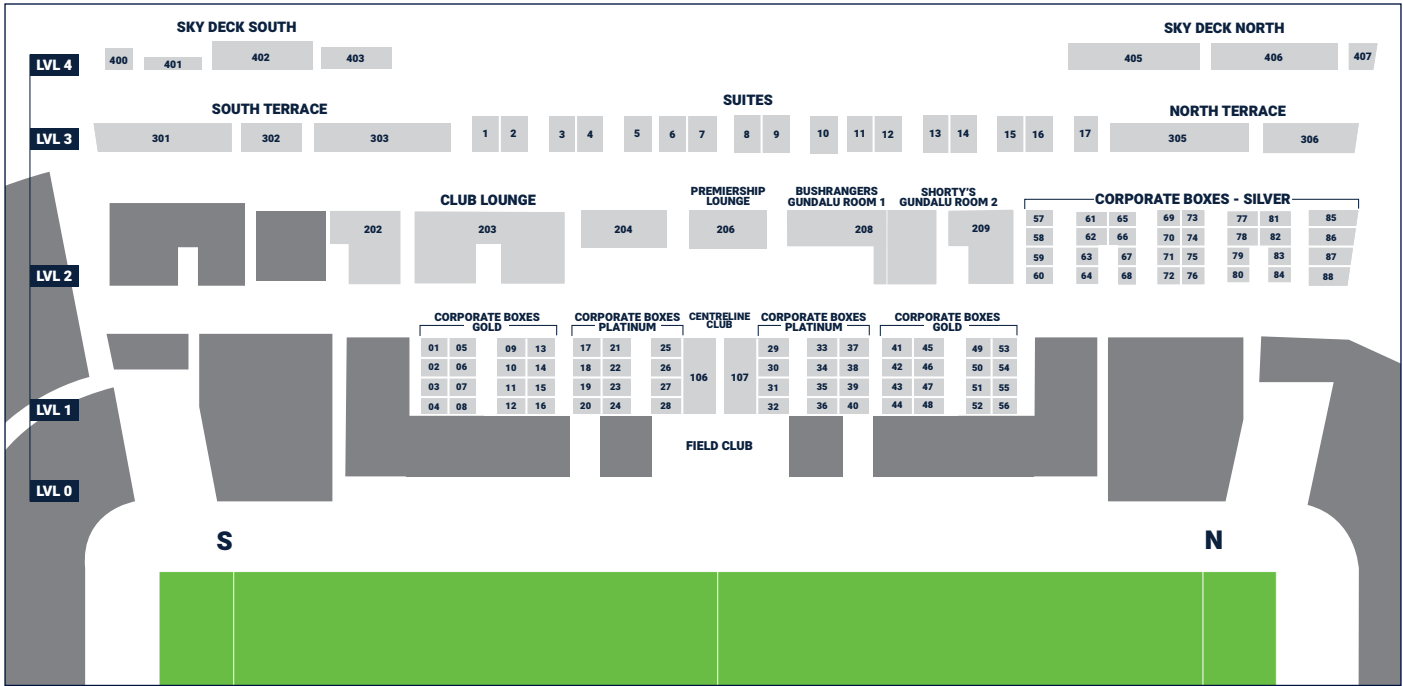 SKY DECK SOUTH
SKY DECK NORTH
LVL 4
400 401 402 403 405 406 407
SOUTH TERRACE
SUITES
NORTH TERRACE
LVL 3
301 302 303 1 2 3 4 5 6 7 8 9 10 11 12 13 14 15 16 17 305 306
CLUB LOUNGE
PREMIERSHIP
LOUNGE
BUSHRANGERS
GUNDALU ROOM 1
SHORTY'S
GUNDALU ROOM 2
CORPORATE BOXES - SILVER
202 203 204 206 208 209
57 61 65 69 73 77 81 85
58 62 66 70 74 78 82 86
59 63 67 71 75 79 83 87
60 64 68 72 76 80 84 88
LVL 2
CORPORATE BOXES
GOLD
CORPORATE BOXES
PLATINUM
CENTRELINE
CLUB
CORPORATE BOXES
PLATINUM
CORPORATE BOXES
GOLD
01 05 09 13 17 21 25 29 33 37 41 45 49 53
02 06 10 14 18 22 26 30 34 38 42 46 50 54
106 107
03 07 11 15 19 23 27 31 35 39 43 47 51 55
04 08 12 16 20 24 28 32 36 40 44 48 52 56
LVL 1
FIELD CLUB
LVL 0
S
N